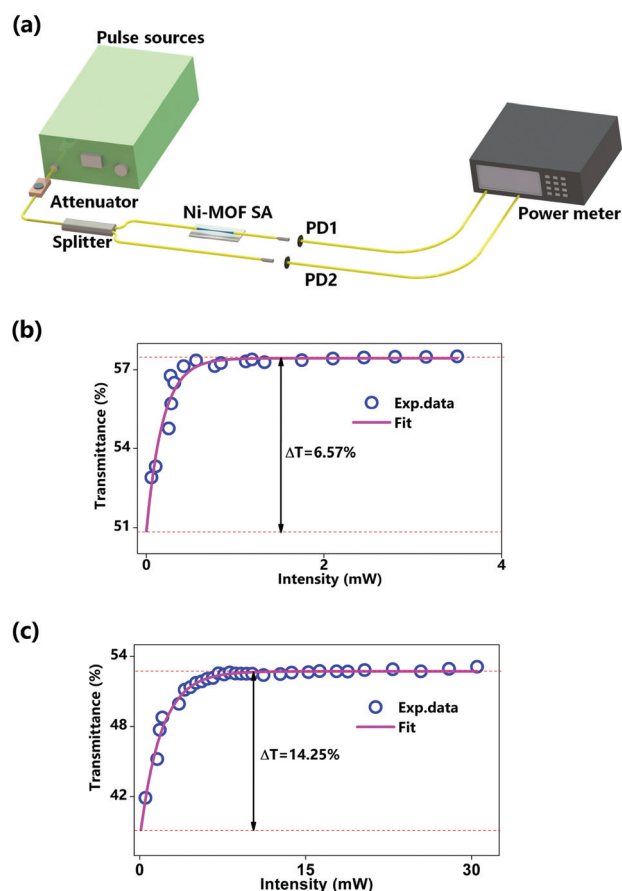 (a)
Pulse sources
Attenuator
Splitter
Ni-MOF SA
PD1
PD2
Power meter
(b)
57
54
51
Transmittance (%)
Exp.data
Fit
ΔT=6.57%
0
2
4
Intensity (mW)
(c)
54
48
42
Transmittance (%)
Exp.data
Fit
ΔT=14.25%
0
15
30
Intensity (mW)